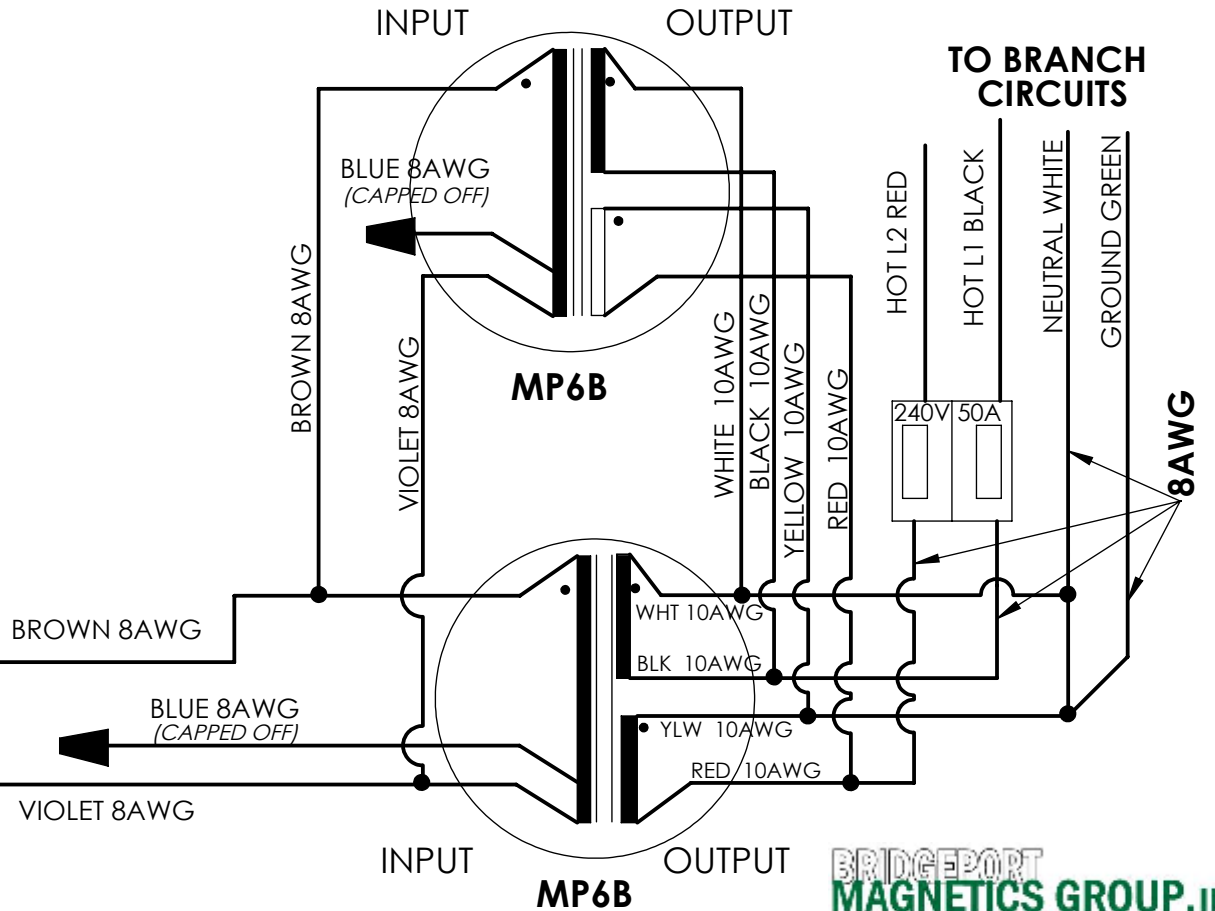 INPUT
OUTPUT
TO BRANCH
CIRCUITS
BLUE 8AWG
(CAPPED OFF)
BROWN 8AWG
VIOLET 8AWG
MP6B
WHITE 10AWG
BLACK 10AWG
YELLOW 10AWG
RED 10AWG
HOT L2 RED
HOT L1 BLACK
NEUTRAL WHITE
GROUND GREEN
240V 50A
8AWG
BROWN 8AWG
WHT 10AWG
BLK 10AWG
BLUE 8AWG
(CAPPED OFF)
YLW 10AWG
RED 10AWG
VIOLET 8AWG
INPUT
OUTPUT
MP6B
BRIDGEPORT
MAGNETICS GROUP.